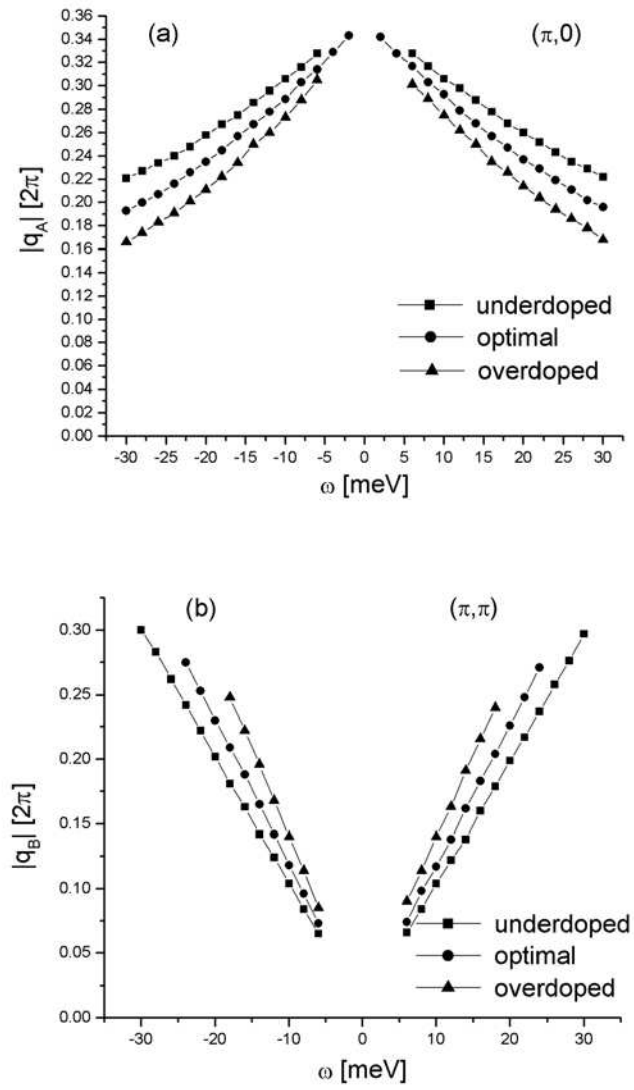 (a)
(π,0)
|q_A| [2π]
0.36
0.34
0.32
0.30
0.28
0.26
0.24
0.22
0.20
0.18
0.16
0.14
0.12
0.10
0.08
0.06
0.04
0.02
0.00
underdoped
optimal
overdoped
-30 -25 -20 -15 -10 -5 0 5 10 15 20 25 30
ω [meV]
(b)
(π,π)
|q_B| [2π]
0.30
0.25
0.20
0.15
0.10
0.05
0.00
underdoped
optimal
overdoped
-30 -20 -10 0 10 20 30
ω [meV]